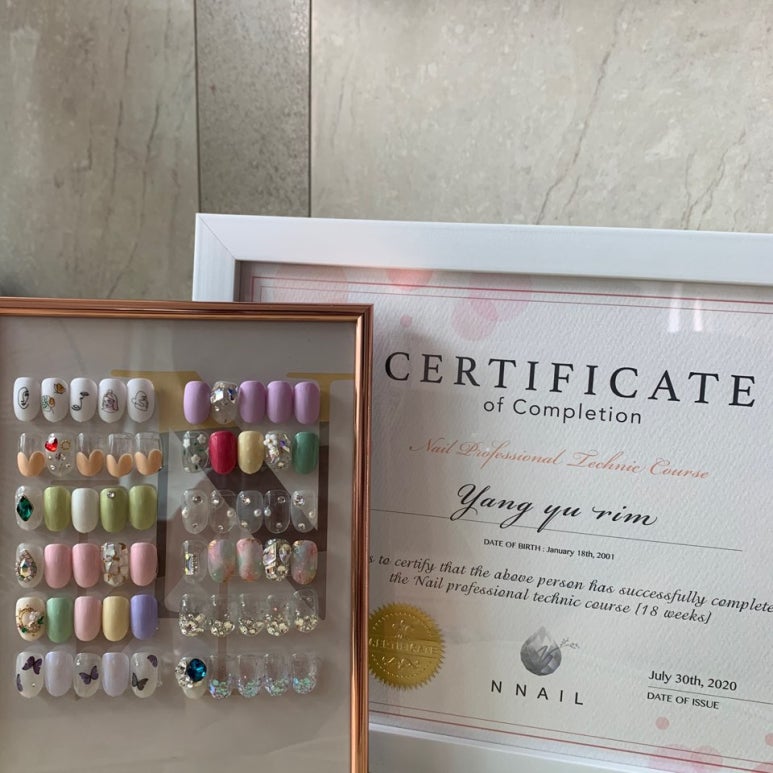 CERTIFICATE
of Completion
Nail Professional Technic Course
Yang yu rim
DATE OF BIRTH : January 18th, 2001
to certify that the above person has successfully complete
the Nail professional technic course [18 weeks]
CERTIFICATE
NNAIL
July 30th, 2020
DATE OF ISSUE